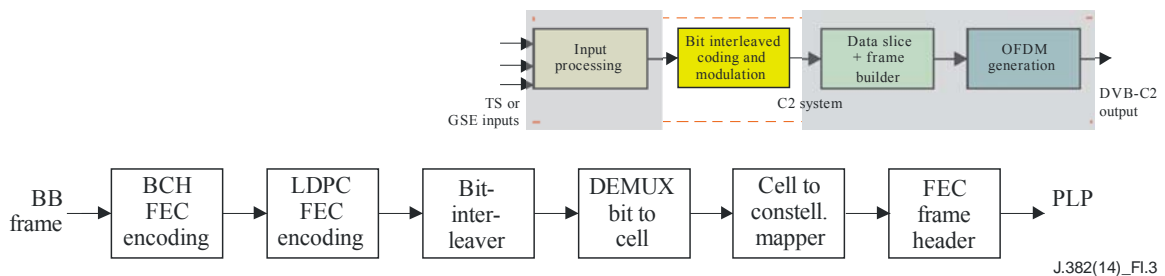 Input
processing
Bit interleaved
coding and
modulation
Data slice
+ frame
builder
OFDM
generation
TS or
GSE inputs
C2 system
DVB-C2
output
BB
frame
BCH
FEC
encoding
LDPC
FEC
encoding
Bit-
inter-
leaver
DEMUX
bit to
cell
Cell to
constell.
mapper
FEC
frame
header
PLP
J.382(14)_FI.3